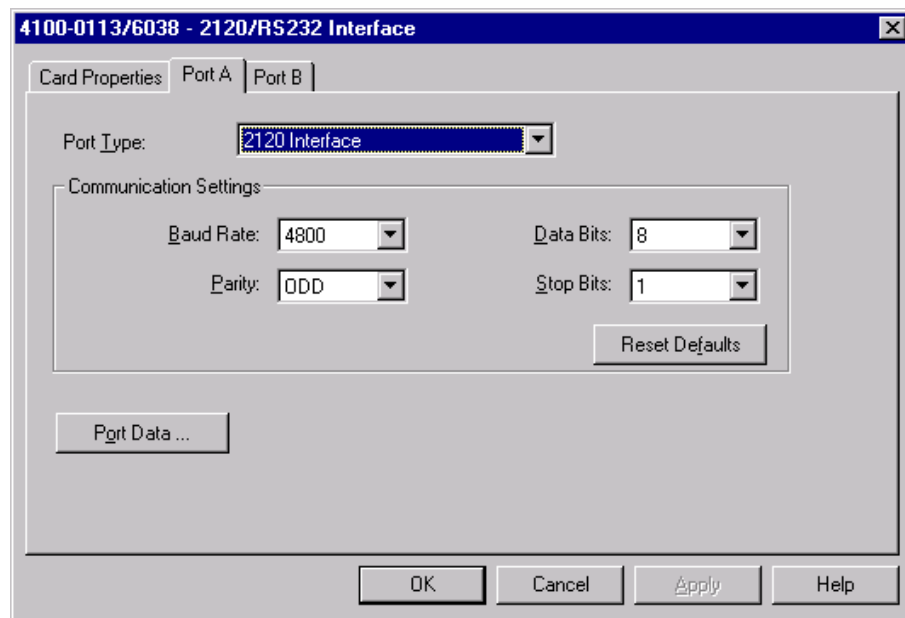 4100-0113/6038 - 2120/RS232 Interface
Card Properties Port A Port B
Port Type: 2120 Interface
Communication Settings
Baud Rate: 4800 Data Bits: 8
Parity: ODD Stop Bits: 1
Reset Defaults
Port Data ...
OK Cancel Apply Help